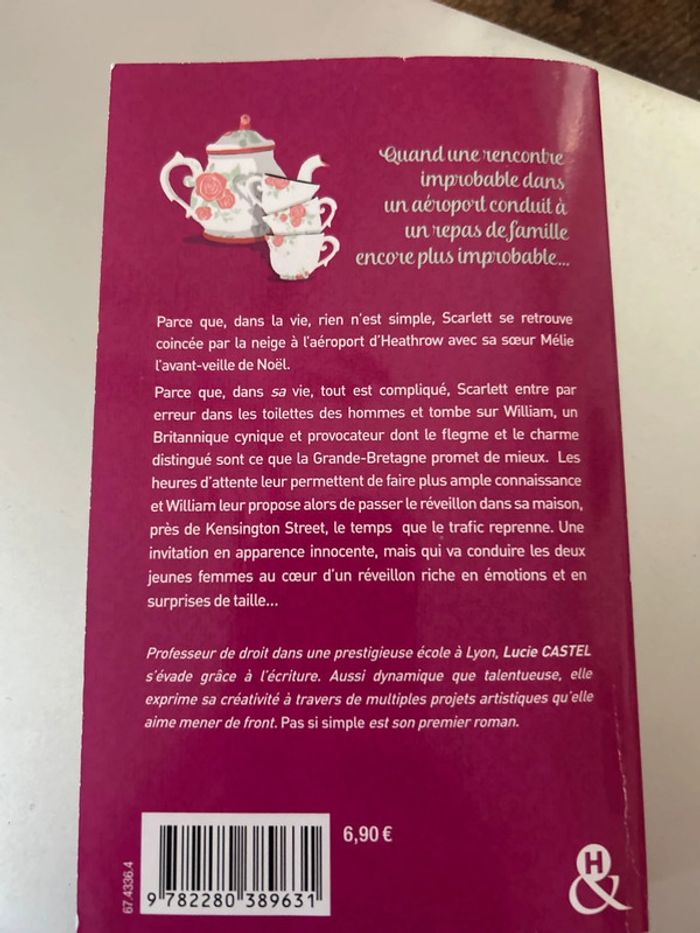 Quand une rencontre
improbable dans
un aéroport conduit à
un repas de famille
encore plus improbable...
Parce que, dans la vie, rien n'est simple, Scarlett se retrouve
coincée par la neige à l'aéroport d'Heathrow avec sa sœur Mélie
l'avant-veille de Noël.
Parce que, dans sa vie, tout est compliqué, Scarlett entre par
erreur dans les toilettes des hommes et tombe sur William, un
Britannique cynique et provocateur dont le flegme et le charme
distingué sont ce que la Grande-Bretagne promet de mieux. Les
heures d'attente leur permettent de faire plus ample connaissance
et William leur propose alors de passer le réveillon dans sa maison,
près de Kensington Street, le temps que le trafic reprenne. Une
invitation en apparence innocente, mais qui va conduire les deux
jeunes femmes au cœur d'un réveillon riche en émotions et en
surprises de taille...
Professeur de droit dans une prestigieuse école à Lyon, Lucie CASTEL
s'évade grâce à l'écriture. Aussi dynamique que talentueuse, elle
exprime sa créativité à travers de multiples projets artistiques qu'elle
aime mener de front. Pas si simple est son premier roman.
67.4336.4
9 782280 389631
6,90 €
H
&